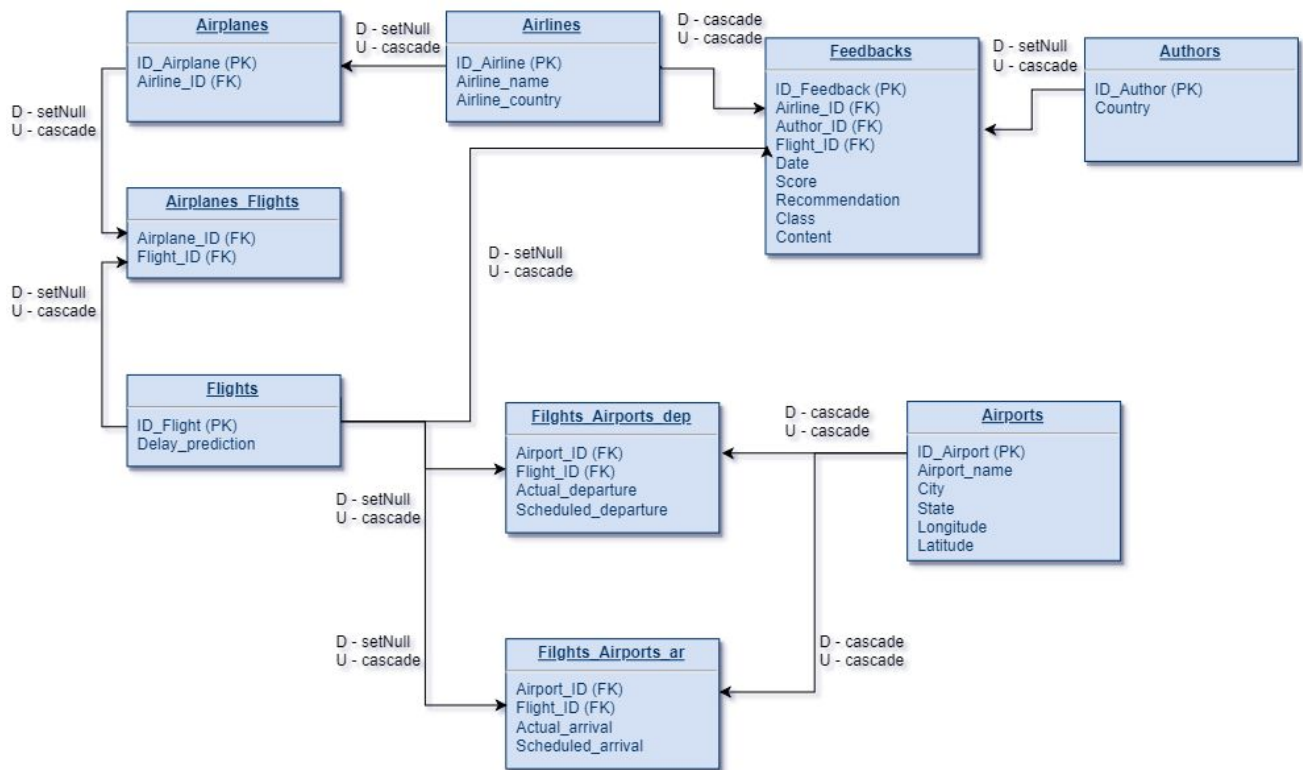 Airplanes
ID_Airplane (PK)
Airline_ID (FK)
D - setNull
U - cascade
Airlines
ID_Airline (PK)
Airline_name
Airline_country
D - cascade
U - cascade
Feedbacks
ID_Feedback (PK)
Airline_ID (FK)
Author_ID (FK)
Flight_ID (FK)
Date
Score
Recommendation
Class
Content
D - setNull
U - cascade
Authors
ID_Author (PK)
Country
D - setNull
U - cascade
Airplanes_Flights
Airplane_ID (FK)
Flight_ID (FK)
D - setNull
U - cascade
D - setNull
U - cascade
Flights
ID_Flight (PK)
Delay_prediction
Filghts_Airports_dep
Airport_ID (FK)
Flight_ID (FK)
Actual_departure
Scheduled_departure
D - cascade
U - cascade
Airports
ID_Airport (PK)
Airport_name
City
State
Longitude
Latitude
D - setNull
U - cascade
D - setNull
U - cascade
Filghts_Airports_ar
Airport_ID (FK)
Flight_ID (FK)
Actual_arrival
Scheduled_arrival
D - cascade
U - cascade